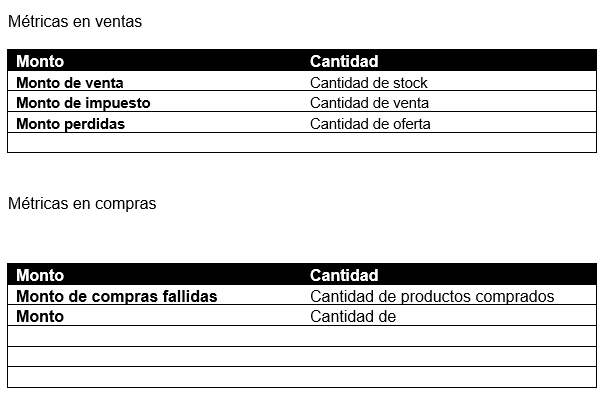 Métricas en ventas
Monto Cantidad
Monto de venta Cantidad de stock
Monto de impuesto Cantidad de venta
Monto perdidas Cantidad de oferta
Métricas en compras
Monto Cantidad
Monto de compras fallidas Cantidad de productos comprados
Monto Cantidad de